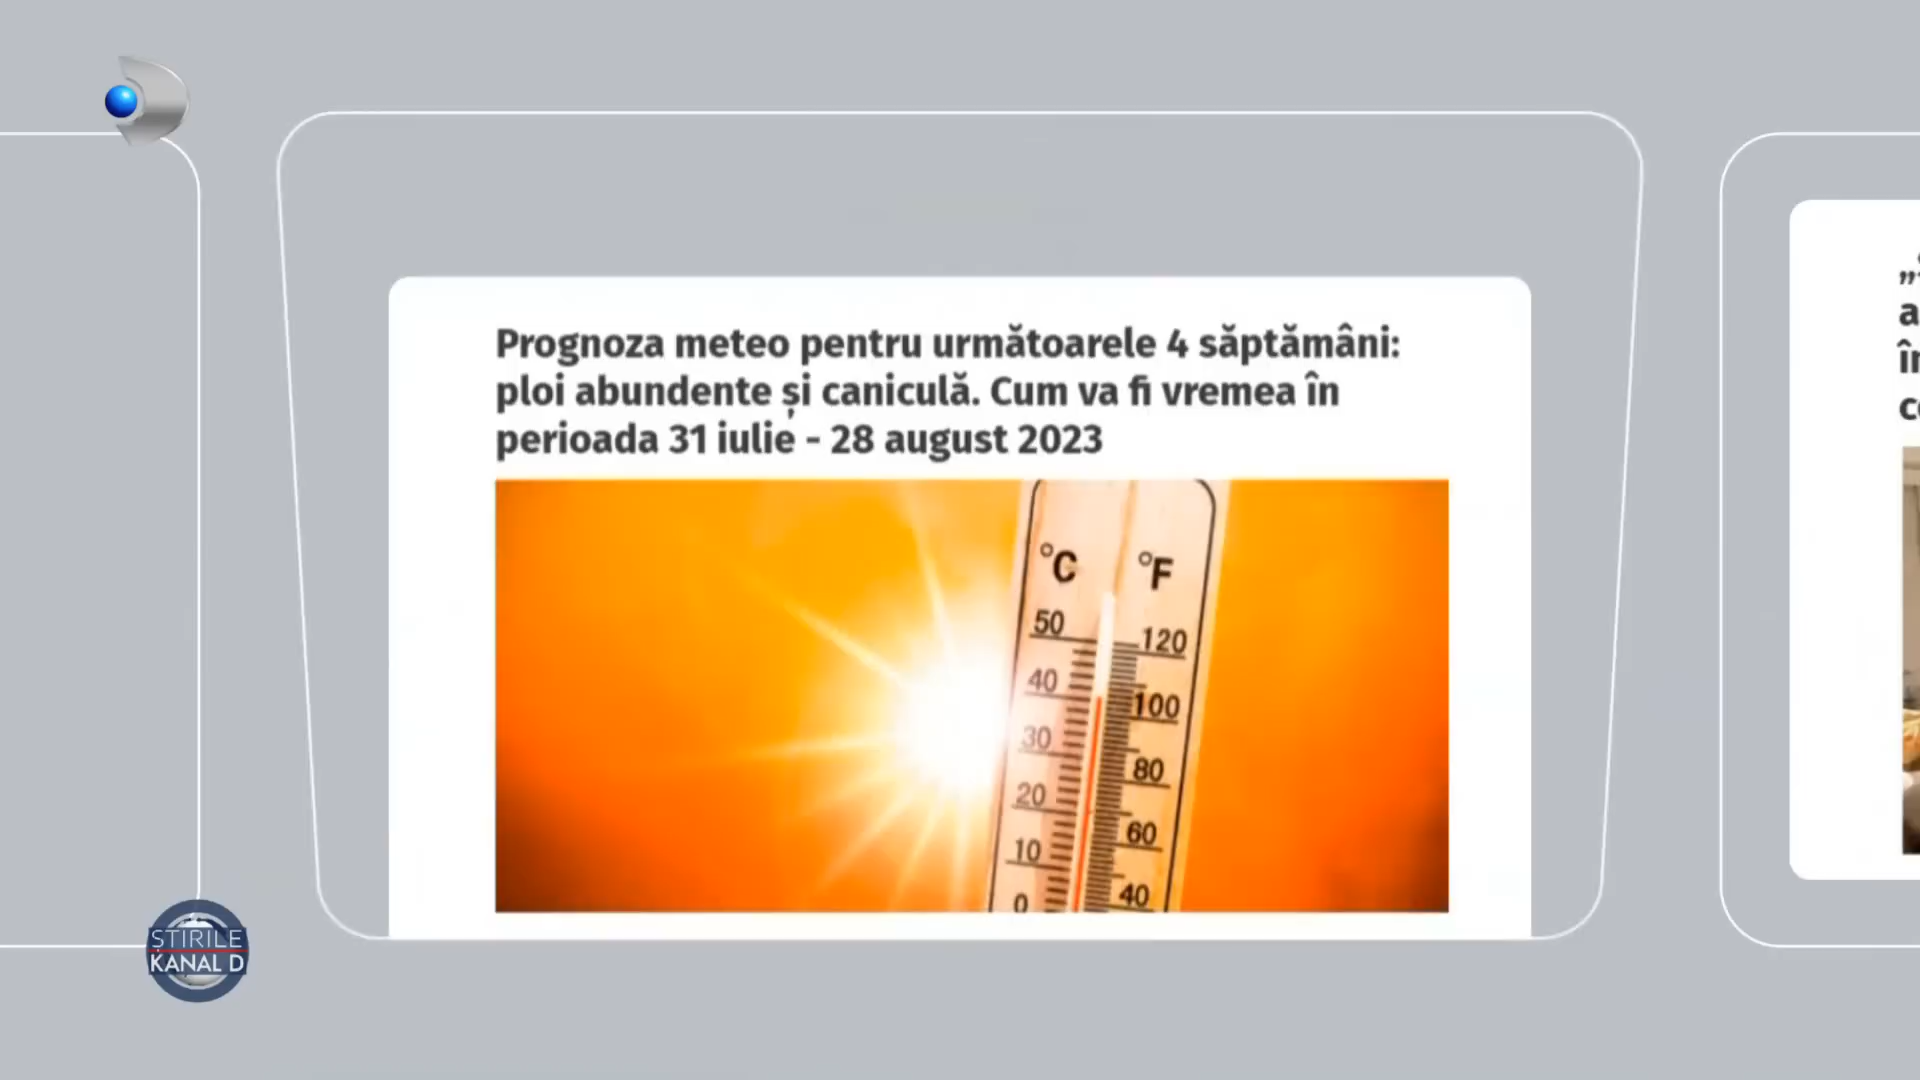 Prognoza meteo pentru următoarele 4 săptămâni:
ploi abundente și caniculă. Cum va fi vremea în
perioada 31 iulie - 28 august 2023
°C °F
50
120
40
100
30
80
20
60
10
40
0
ȘTIRILE
KANAL D